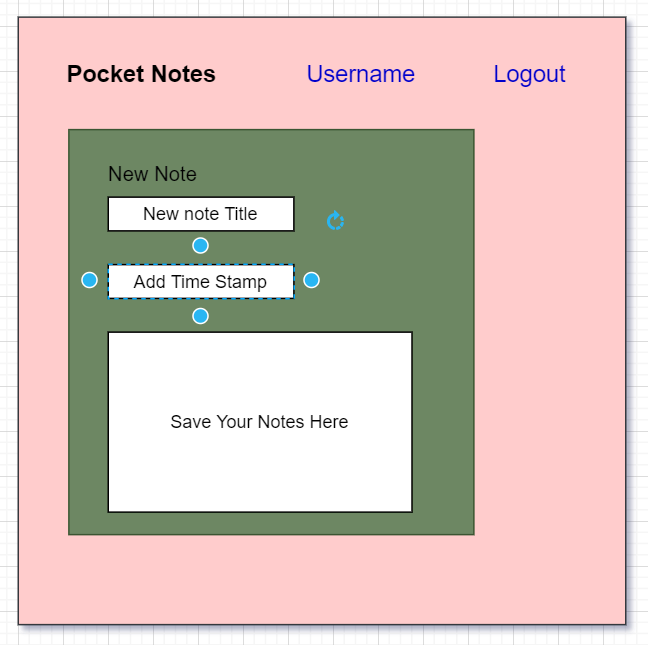 Pocket Notes Username Logout
New Note
New note Title
Add Time Stamp
Save Your Notes Here